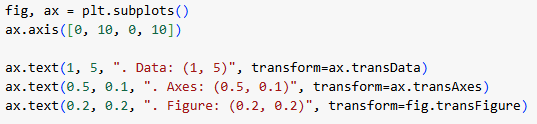 fig, ax = plt.subplots()
ax.axis([0, 10, 0, 10])
ax.text(1, 5, ". Data: (1, 5)", transform=ax.transData)
ax.text(0.5, 0.1, ". Axes: (0.5, 0.1)", transform=ax.transAxes)
ax.text(0.2, 0.2, ". Figure: (0.2, 0.2)", transform=fig.transFigure)